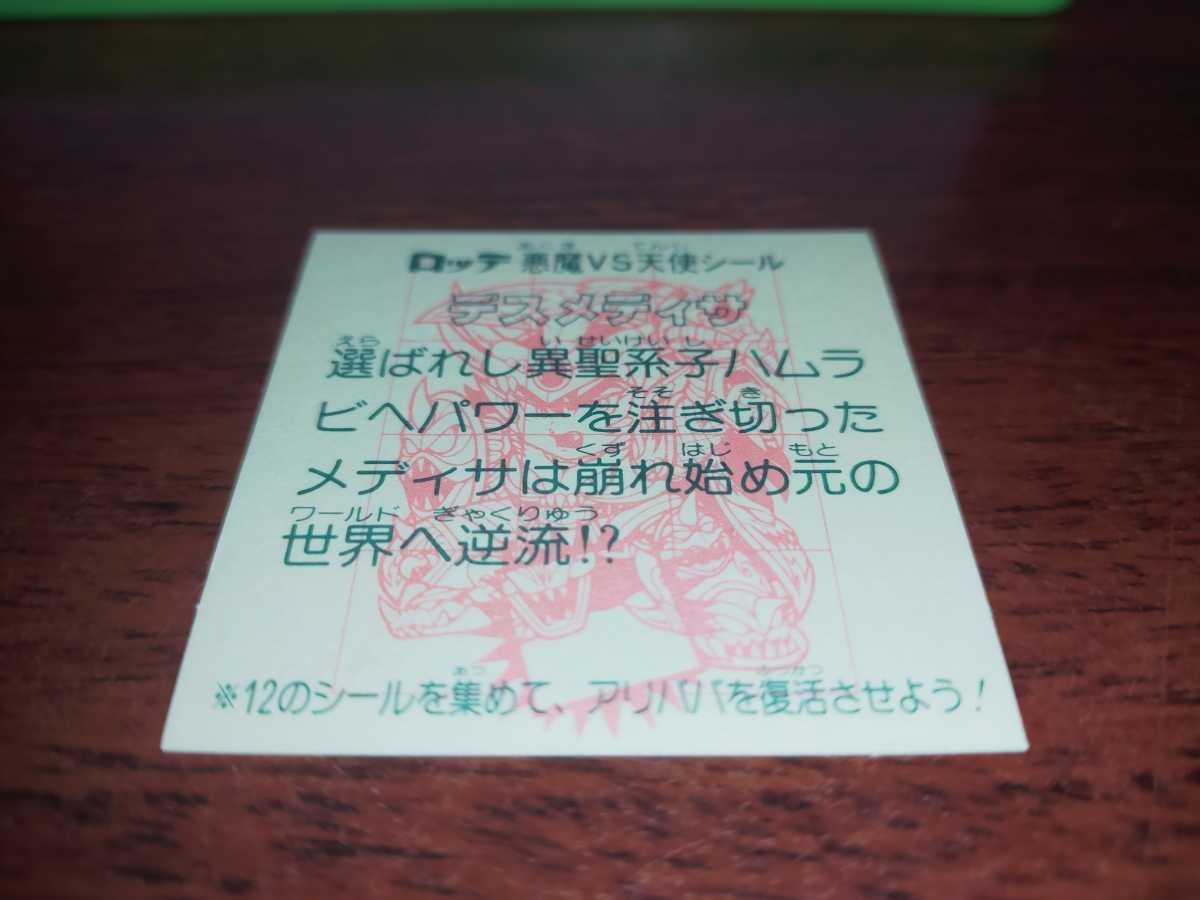 ロッテ 悪魔VS天使シール
デスメディサ
選ばれし異聖系子ハムラ
ビへパワーを注ぎ切った
メディサは崩れ始め元の
世界へ逆流!?
※12のシールを集めて、アリババを復活させよう!